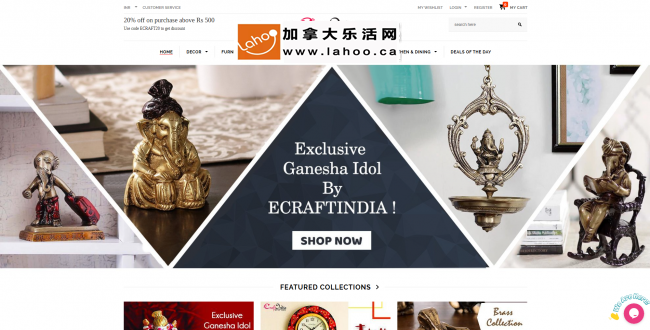 INR
CUSTOMER SERVICE
MY WISHLIST
LOGIN
REGISTER
0
MY CART
20% off on purchase above Rs 500
Use code ECRAFT20 to get discount
search here
Lahoo
加拿大乐活网
www.lahoo.ca
HOME
DECOR
FURN
HEN & DINING
DEALS OF THE DAY
Exclusive
Ganesha Idol
By
ECRAFTINDIA !
SHOP NOW
FEATURED COLLECTIONS
Exclusive
Ganesha Idol
Brass
Collection
We Are Here!